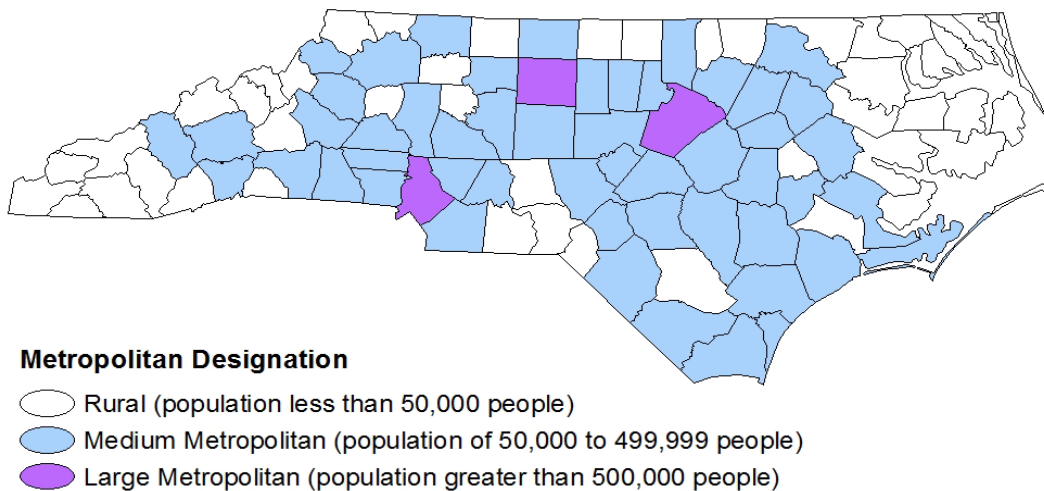 Metropolitan Designation
Rural (population less than 50,000 people)
Medium Metropolitan (population of 50,000 to 499,999 people)
Large Metropolitan (population greater than 500,000 people)